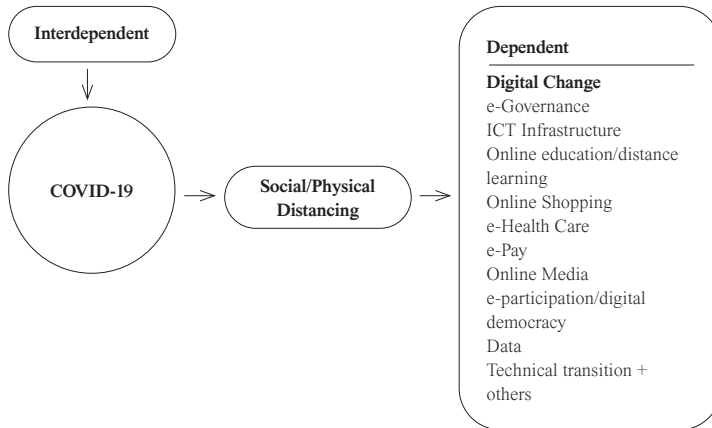 Interdependent
COVID-19
Social/Physical
Distancing
Dependent
Digital Change
e-Governance
ICT Infrastructure
Online education/distance
learning
Online Shopping
e-Health Care
e-Pay
Online Media
e-participation/digital
democracy
Data
Technical transition +
others